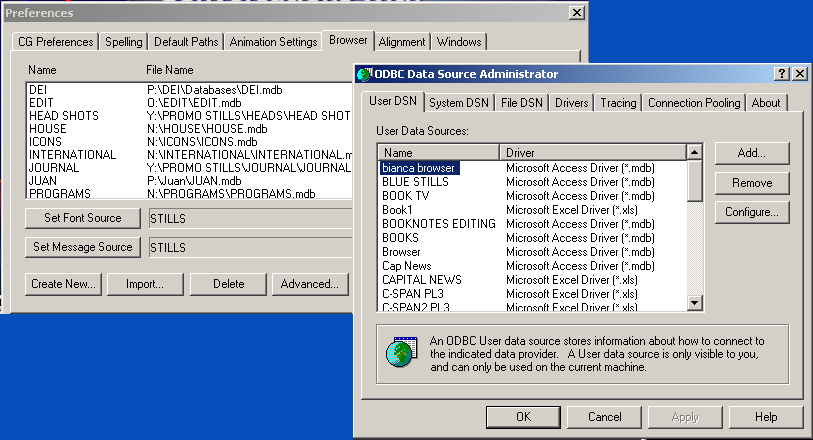 Preferences
CG Preferences Spelling Default Paths Animation Settings Browser Alignment Windows
Name File Name
DEI P:\DEI\Databases\DEI.mdb
EDIT O:\EDIT\EDIT.mdb
HEAD SHOTS Y:\PROMO STILLS\HEADS\HEAD SHOT
HOUSE N:\HOUSE\HOUSE.mdb
ICONS N:\ICONS\ICONS.mdb
INTERNATIONAL N:\INTERNATIONAL\INTERNATIONAL.m
JOURNAL Y:\PROMO STILLS\JOURNAL\JOURNAL
JUAN P:\Juan\JUAN.mdb
PROGRAMS N:\PROGRAMS\PROGRAMS.mdb
Set Font Source STILLS
Set Message Source STILLS
Create New... Import... Delete Advanced...
ODBC Data Source Administrator
User DSN System DSN File DSN Drivers Tracing Connection Pooling About
User Data Sources:
Name Driver
bianca browser Microsoft Access Driver (*.mdb)
BLUE STILLS Microsoft Access Driver (*.mdb)
BOOK TV Microsoft Access Driver (*.mdb)
Book1 Microsoft Excel Driver (*.xls)
BOOKNOTES EDITING Microsoft Access Driver (*.mdb)
BOOKS Microsoft Access Driver (*.mdb)
Browser Microsoft Access Driver (*.mdb)
Cap News Microsoft Access Driver (*.mdb)
CAPITAL NEWS Microsoft Excel Driver (*.xls)
C-SPAN PL3 Microsoft Excel Driver (*.xls)
C-SPAN2 PL3 Microsoft Excel Driver (*.xls)
Add...
Remove
Configure...
An ODBC User data source stores information about how to connect to
the indicated data provider. A User data source is only visible to you,
and can only be used on the current machine.
OK Cancel Apply Help